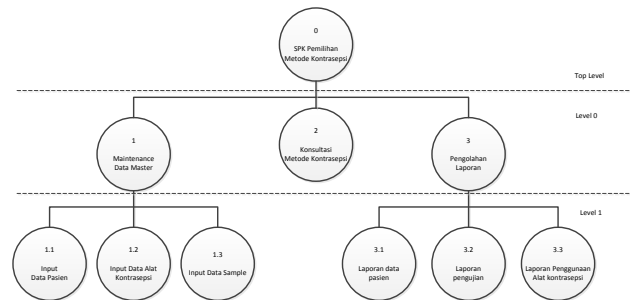 0
SPK Pemilihan
Metode Kontrasepsi
Top Level
Level 0
1
Maintenance
Data Master
2
Konsultasi
Metode Kontrasepsi
3
Pengolahan
Laporan
Level 1
1.1
Input
Data Pasien
1.2
Input Data Alat
Kontrasepsi
1.3
Input Data Sample
3.1
Laporan data
pasien
3.2
Laporan
pengujian
3.3
Laporan Penggunaan
Alat kontrasepsi